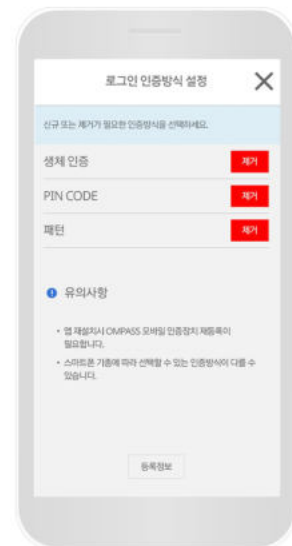 로그인 인증방식 설정
신규 또는 제거가 필요한 인증방식을 선택하세요.
생체 인증 제거
PIN CODE 제거
패턴 제거
유의사항
• 앱 재설치시 OMPASS 모바일 인증장치 재등록이
필요합니다.
• 스마트폰 기종에 따라 선택할 수 있는 인증방식이 다를 수
있습니다.
등록정보